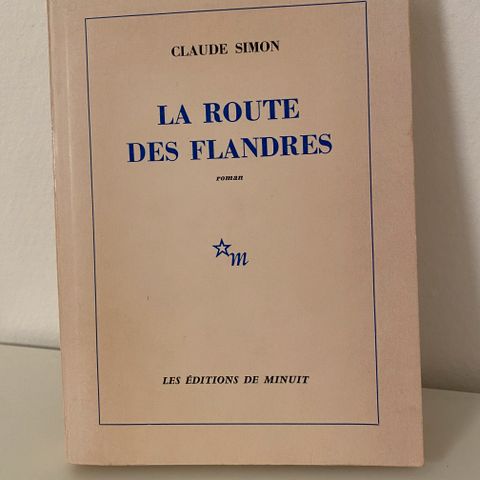 CLAUDE SIMON
LA ROUTE
DES FLANDRES
roman
m
LES ÉDITIONS DE MINUIT